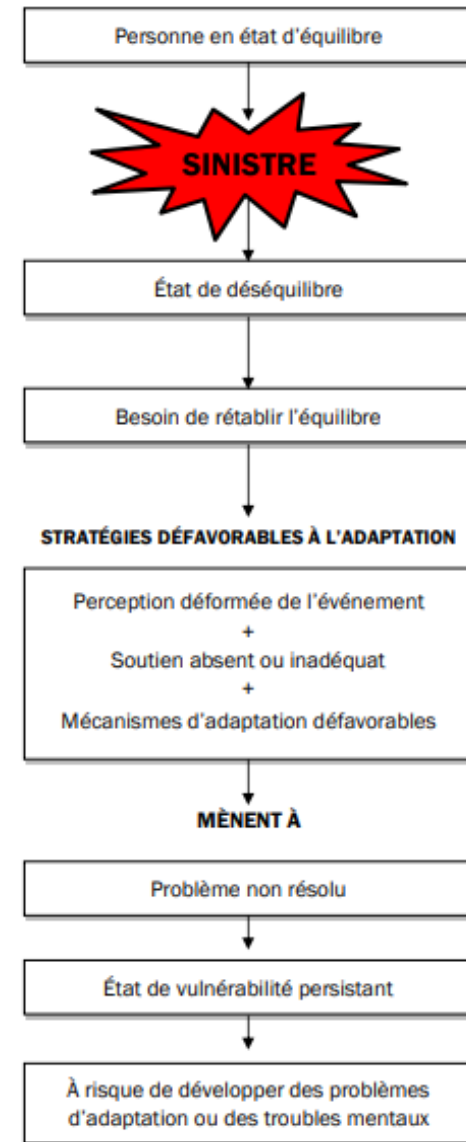 Personne en état d'équilibre
SINISTRE
État de déséquilibre
Besoin de rétablir l'équilibre
STRATÉGIES DÉFAVORABLES À L'ADAPTATION
Perception déformée de l'événement
+
Soutien absent ou inadéquat
+
Mécanismes d'adaptation défavorables
MÈNENT À
Problème non résolu
État de vulnérabilité persistant
À risque de développer des problèmes
d'adaptation ou des troubles mentaux